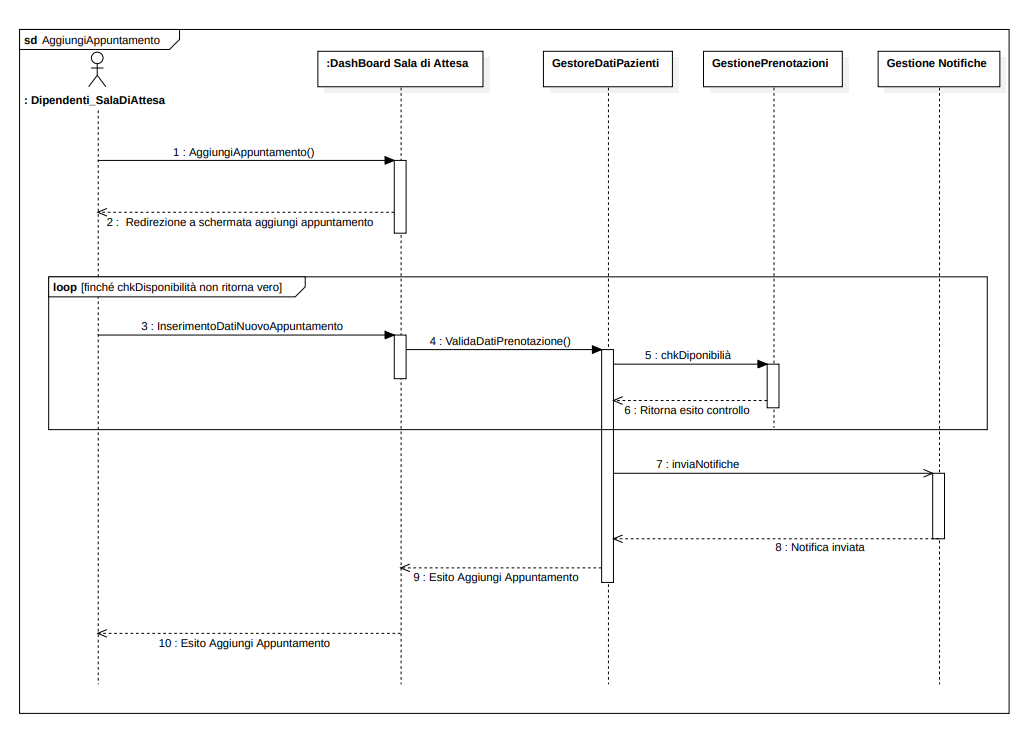 sd AggiungiAppuntamento
: Dipendenti_SalaDiAttesa
:DashBoard Sala di Attesa
GestoreDatiPazienti
GestionePrenotazioni
Gestione Notifiche
1 : AggiungiAppuntamento()
2 : Redirezione a schermata aggiungi appuntamento
loop [finché chkDisponibilità non ritorna vero]
3 : InserimentoDatiNuovoAppuntamento
4 : ValidaDatiPrenotazione()
5 : chkDiponibilià
6 : Ritorna esito controllo
7 : inviaNotifiche
8 : Notifica inviata
9 : Esito Aggiungi Appuntamento
10 : Esito Aggiungi Appuntamento